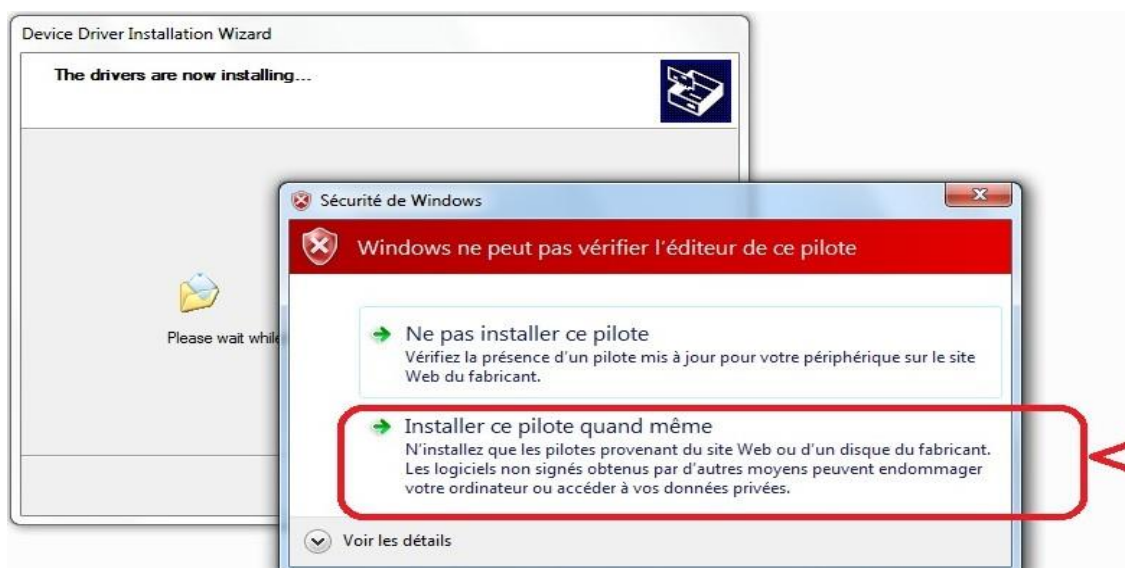 Device Driver Installation Wizard
The drivers are now installing...
Sécurité de Windows
Windows ne peut pas vérifier l'éditeur de ce pilote
Please wait while
Ne pas installer ce pilote
Vérifiez la présence d'un pilote mis à jour pour votre périphérique sur le site
Web du fabricant.
Installer ce pilote quand même
N'installez que les pilotes provenant du site Web ou d'un disque du fabricant.
Les logiciels non signés obtenus par d'autres moyens peuvent endommager
votre ordinateur ou accéder à vos données privées.
Voir les détails